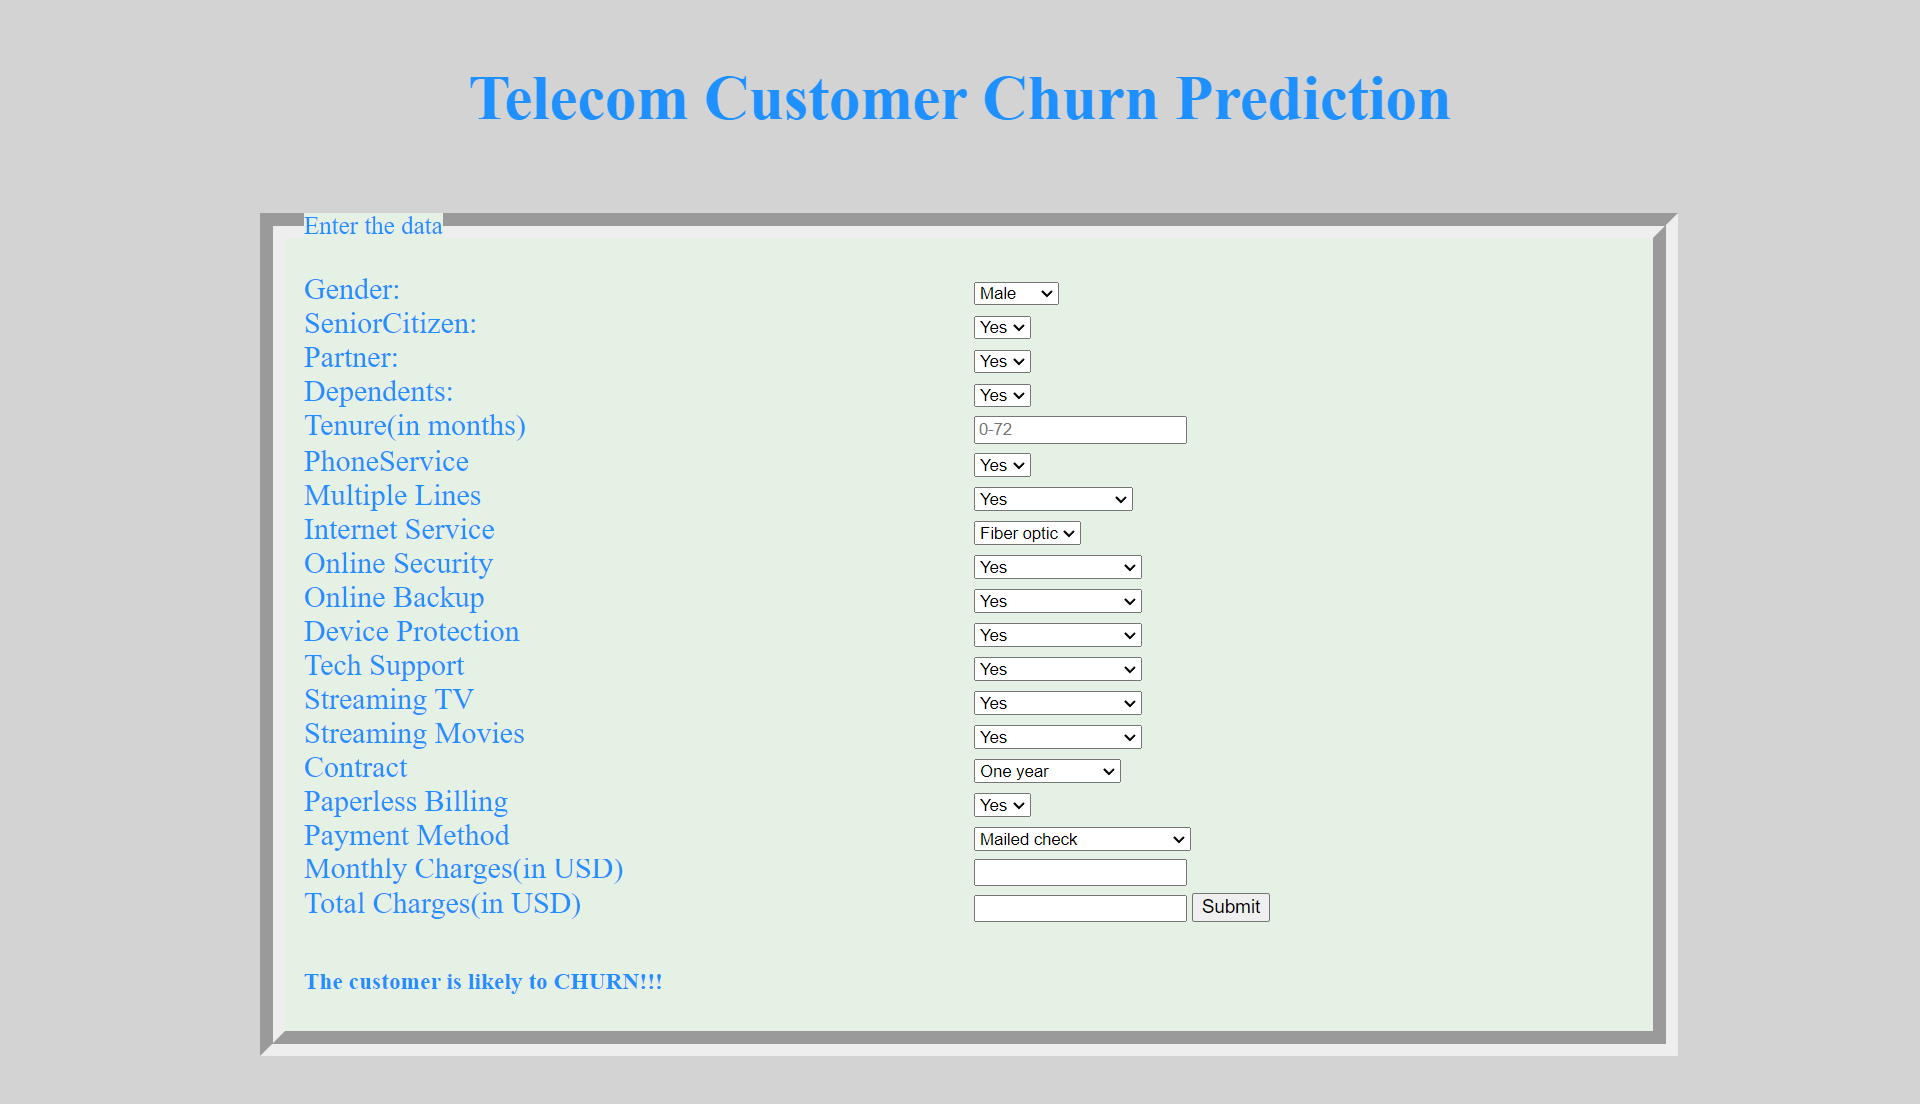 Telecom Customer Churn Prediction
Enter the data
Gender: Male
SeniorCitizen: Yes
Partner: Yes
Dependents: Yes
Tenure(in months) 0-72
PhoneService Yes
Multiple Lines Yes
Internet Service Fiber optic
Online Security Yes
Online Backup Yes
Device Protection Yes
Tech Support Yes
Streaming TV Yes
Streaming Movies Yes
Contract One year
Paperless Billing Yes
Payment Method Mailed check
Monthly Charges(in USD)
Total Charges(in USD) Submit
The customer is likely to CHURN!!!